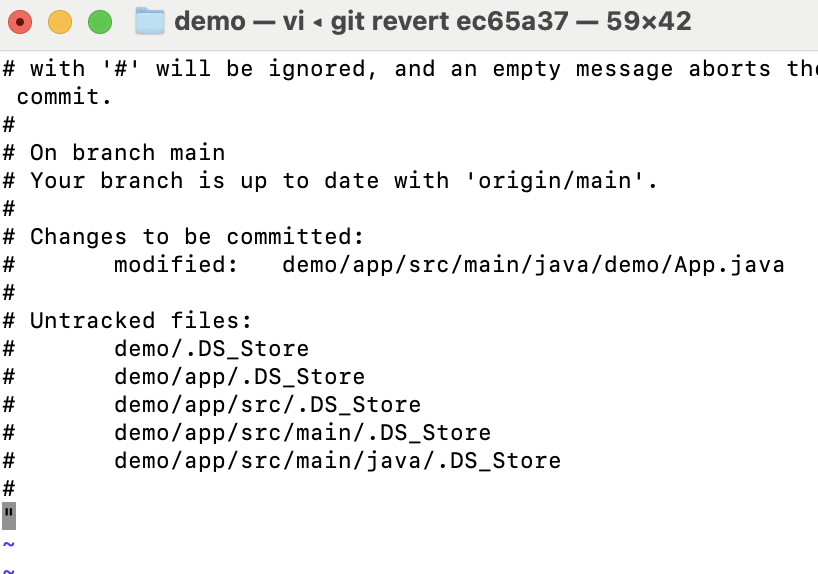 demo — vi ◂ git revert ec65a37 — 59×42
# with '#' will be ignored, and an empty message aborts the
 commit.
#
# On branch main
# Your branch is up to date with 'origin/main'.
#
# Changes to be committed:
#       modified:   demo/app/src/main/java/demo/App.java
#
# Untracked files:
#       demo/.DS_Store
#       demo/app/.DS_Store
#       demo/app/src/.DS_Store
#       demo/app/src/main/.DS_Store
#       demo/app/src/main/java/.DS_Store
#
"
~
~